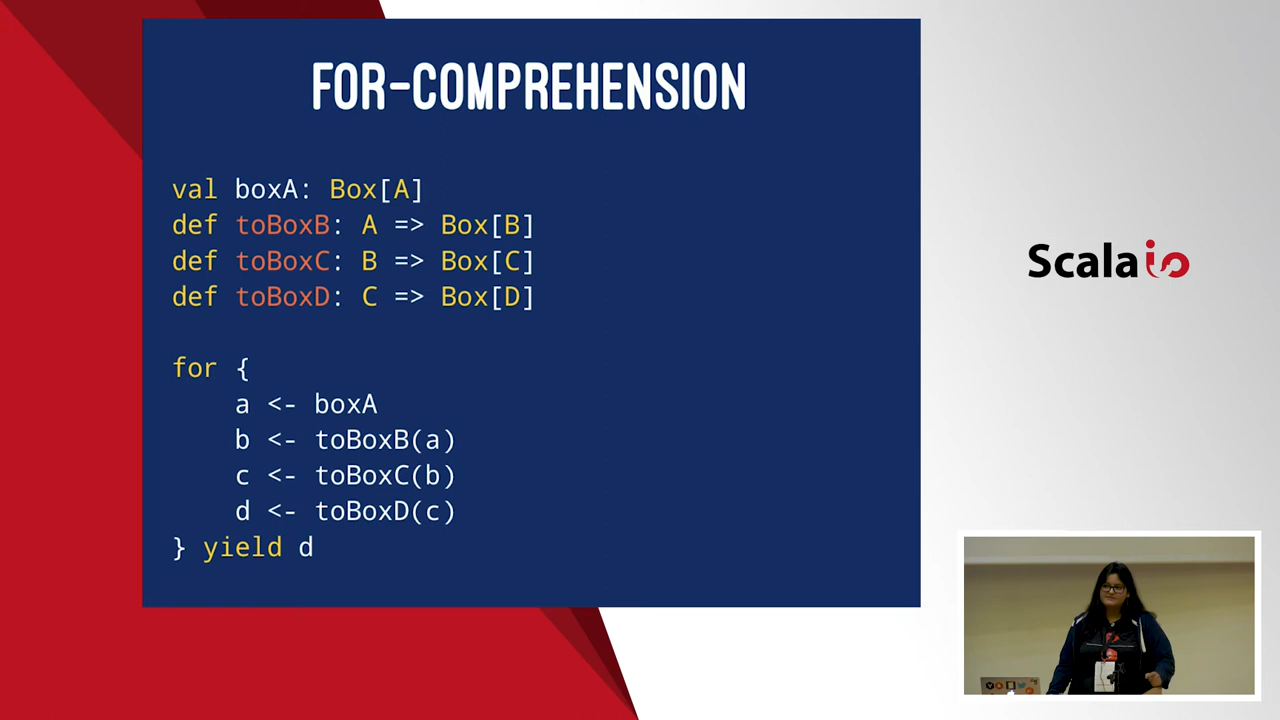 FOR-COMPREHENSION
val boxA: Box[A]
def toBoxB: A => Box[B]
def toBoxC: B => Box[C]
def toBoxD: C => Box[D]
for {
    a <- boxA
    b <- toBoxB(a)
    c <- toBoxC(b)
    d <- toBoxD(c)
} yield d
Scala io